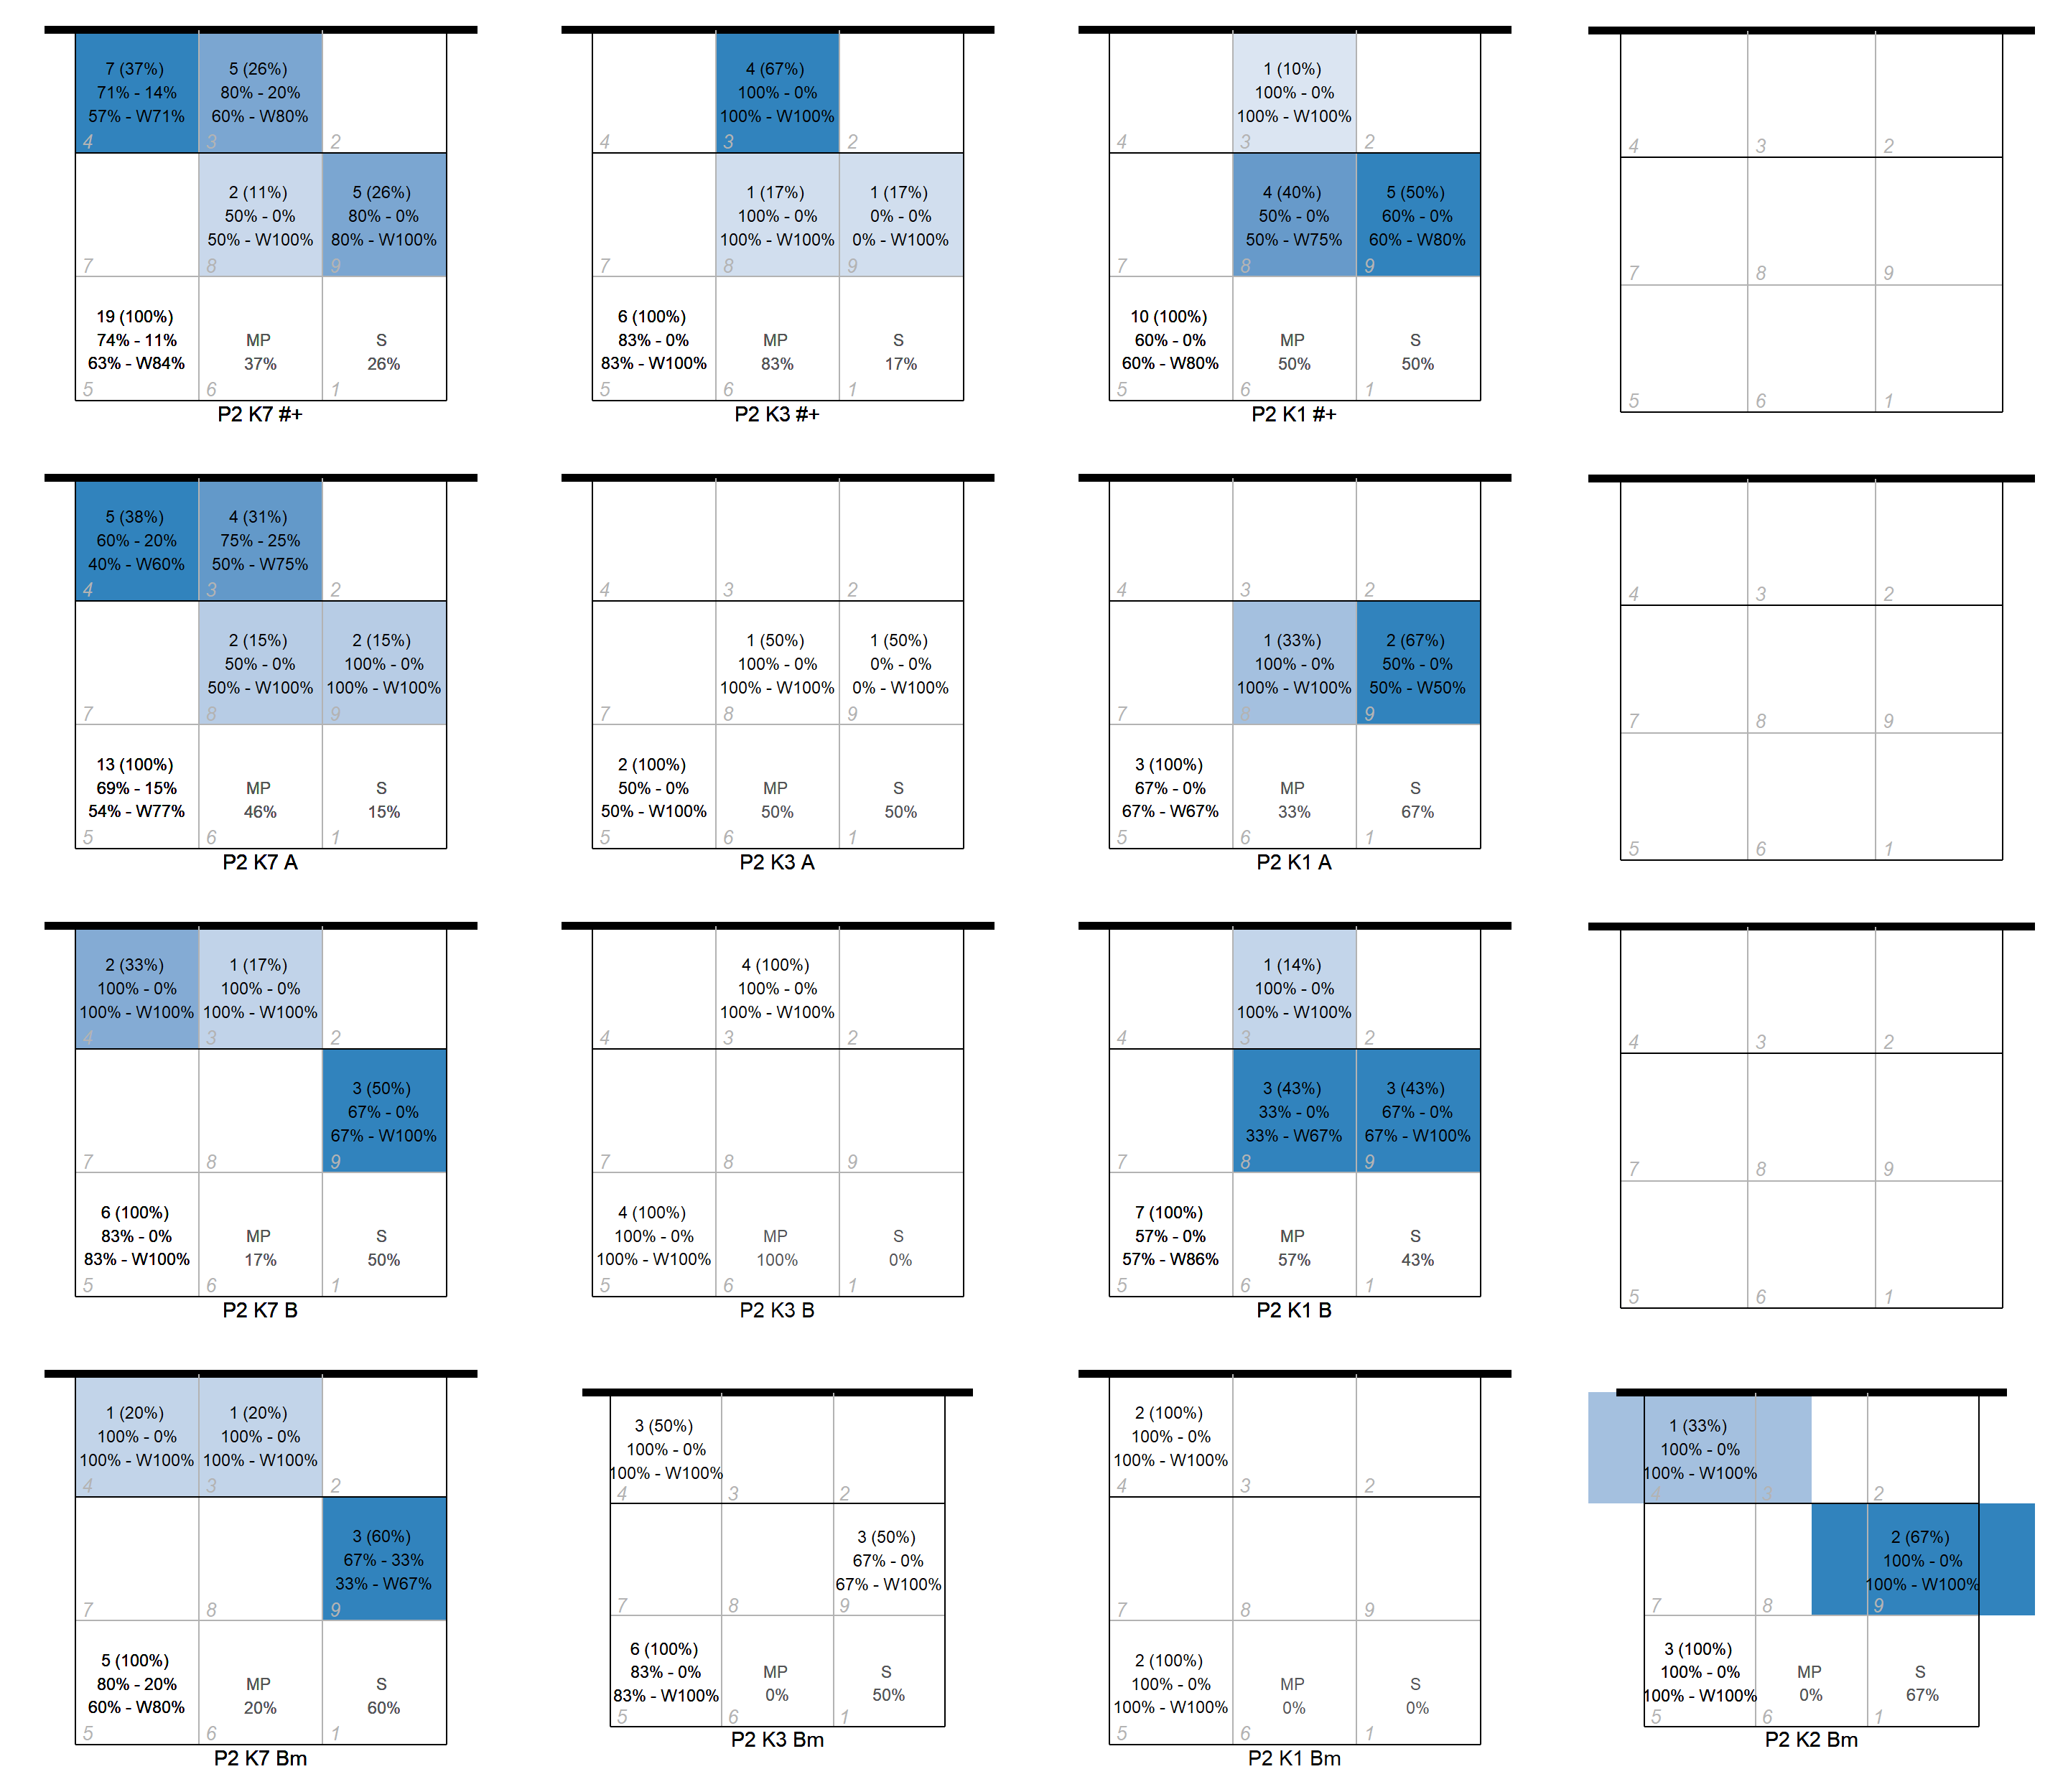 7 (37%)
71% - 14%
57% - W71%
4
5 (26%)
80% - 20%
60% - W80%
3
2
7
2 (11%)
50% - 0%
50% - W100%
8
5 (26%)
80% - 0%
80% - W100%
9
19 (100%)
74% - 11%
63% - W84%
5
MP
37%
6
S
26%
1
P2 K7 #+
4
4 (67%)
100% - 0%
100% - W100%
3
2
7
1 (17%)
100% - 0%
100% - W100%
8
1 (17%)
0% - 0%
0% - W100%
9
6 (100%)
83% - 0%
83% - W100%
5
MP
83%
6
S
17%
1
P2 K3 #+
4
1 (10%)
100% - 0%
100% - W100%
3
2
7
4 (40%)
50% - 0%
50% - W75%
8
5 (50%)
60% - 0%
60% - W80%
9
10 (100%)
60% - 0%
60% - W80%
5
MP
50%
6
S
50%
1
P2 K1 #+
4
3
2
7
8
9
5
6
1
5 (38%)
60% - 20%
40% - W60%
4
4 (31%)
75% - 25%
50% - W75%
3
2
7
2 (15%)
50% - 0%
50% - W100%
8
2 (15%)
100% - 0%
100% - W100%
9
13 (100%)
69% - 15%
54% - W77%
5
MP
46%
6
S
15%
1
P2 K7 A
4
3
2
7
1 (50%)
100% - 0%
100% - W100%
8
1 (50%)
0% - 0%
0% - W100%
9
2 (100%)
50% - 0%
50% - W100%
5
MP
50%
6
S
50%
1
P2 K3 A
4
3
2
7
1 (33%)
100% - 0%
100% - W100%
8
2 (67%)
50% - 0%
50% - W50%
9
3 (100%)
67% - 0%
67% - W67%
5
MP
33%
6
S
67%
1
P2 K1 A
4
3
2
7
8
9
5
6
1
2 (33%)
100% - 0%
100% - W100%
4
1 (17%)
100% - 0%
100% - W100%
3
2
7
8
3 (50%)
67% - 0%
67% - W100%
9
6 (100%)
83% - 0%
83% - W100%
5
MP
17%
6
S
50%
1
P2 K7 B
4
4 (100%)
100% - 0%
100% - W100%
3
2
7
8
9
4 (100%)
100% - 0%
100% - W100%
5
MP
100%
6
S
0%
1
P2 K3 B
4
1 (14%)
100% - 0%
100% - W100%
3
2
7
3 (43%)
33% - 0%
33% - W67%
8
3 (43%)
67% - 0%
67% - W100%
9
7 (100%)
57% - 0%
57% - W86%
5
MP
57%
6
S
43%
1
P2 K1 B
4
3
2
7
8
9
5
6
1
1 (20%)
100% - 0%
100% - W100%
4
1 (20%)
100% - 0%
100% - W100%
3
2
7
8
3 (60%)
67% - 33%
33% - W67%
9
5 (100%)
80% - 20%
60% - W80%
5
MP
20%
6
S
60%
1
P2 K7 Bm
3 (50%)
100% - 0%
100% - W100%
4
3
2
7
8
3 (50%)
67% - 0%
67% - W100%
9
6 (100%)
83% - 0%
83% - W100%
5
MP
0%
6
S
50%
1
P2 K3 Bm
2 (100%)
100% - 0%
100% - W100%
4
3
2
7
8
9
2 (100%)
100% - 0%
100% - W100%
5
MP
0%
6
S
0%
1
P2 K1 Bm
1 (33%)
100% - 0%
100% - W100%
4
3
2
7
8
2 (67%)
100% - 0%
100% - W100%
9
3 (100%)
100% - 0%
100% - W100%
5
MP
0%
6
S
67%
1
P2 K2 Bm